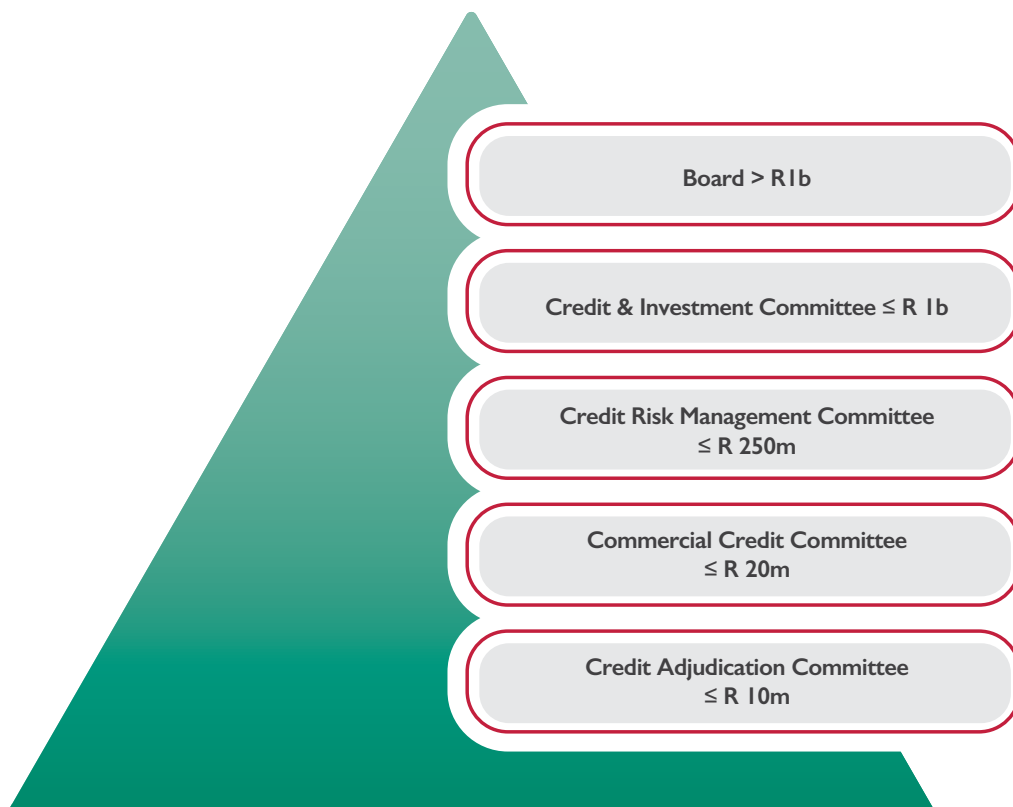 Board > R1b
Credit & Investment Committee ≤ R 1b
Credit Risk Management Committee
≤ R 250m
Commercial Credit Committee
≤ R 20m
Credit Adjudication Committee
≤ R 10m